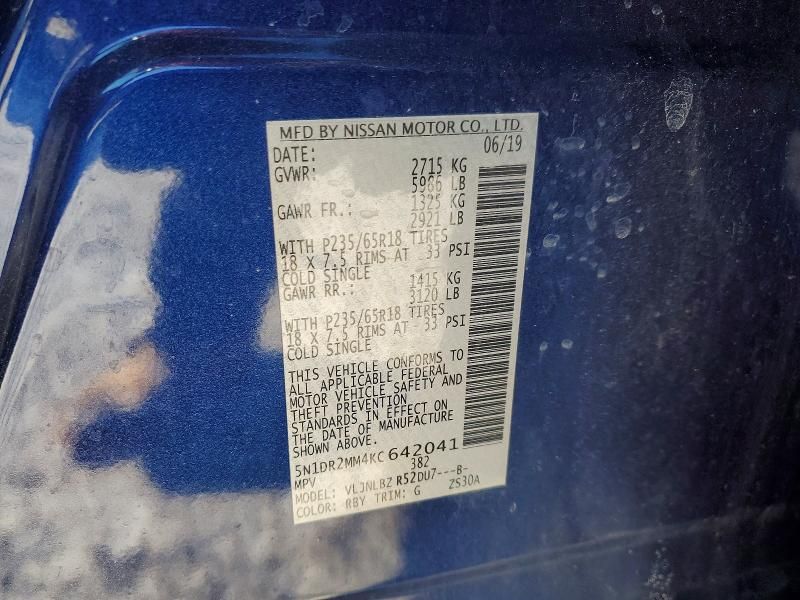 MFD BY NISSAN MOTOR CO., LTD.
DATE: 06/19
GVWR: 2715 KG
5986 LB
GAWR FR.: 1325 KG
2921 LB
WITH P235/65R18 TIRES
18 X 7.5 RIMS AT 33 PSI
COLD SINGLE
GAWR RR.: 1415 KG
3120 LB
WITH P235/65R18 TIRES
18 X 7.5 RIMS AT 33 PSI
COLD SINGLE
THIS VEHICLE CONFORMS TO
ALL APPLICABLE FEDERAL
MOTOR VEHICLE SAFETY AND
THEFT PREVENTION
STANDARDS IN EFFECT ON
THE DATE OF MANUFACTURE
SHOWN ABOVE.
5N1DR2MM4KC642041
MPV 382
MODEL: VLJNLBZ R52DU7---B-
COLOR: RBY TRIM: G ZS30A